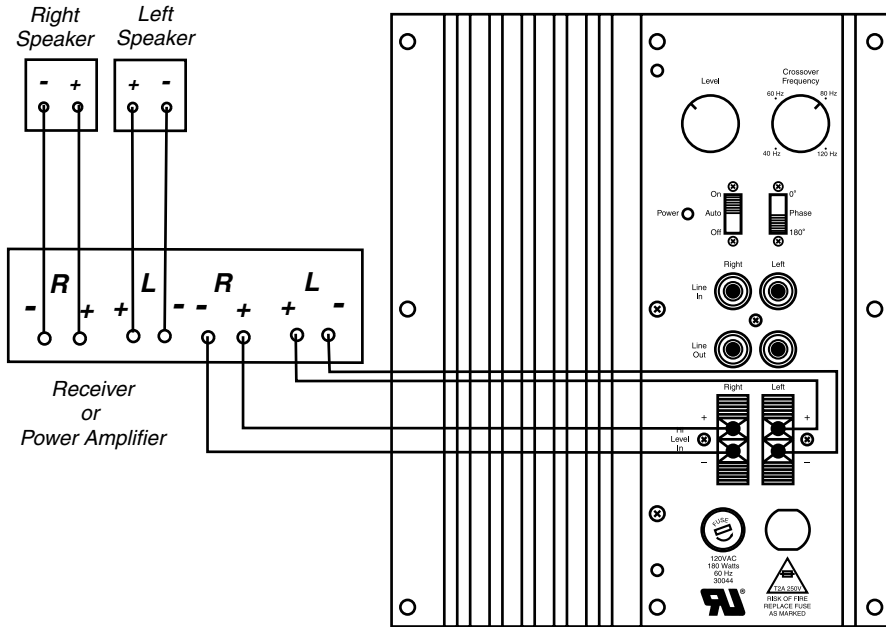 Right
Speaker
Left
Speaker
- +
+ -
R
L
R
L
- +
+ -
- +
+ -
Receiver
or
Power Amplifier
Level
Crossover
Frequency
60 Hz
80 Hz
40 Hz
120 Hz
On
Auto
Off
Power
0°
Phase
180°
Right
Left
Line
In
Line
Out
Right
Left
+
+
Hi
Level
In
–
–
FUSE
120VAC
180 Watts
60 Hz
30044
T2A 250V
RISK OF FIRE
REPLACE FUSE
AS MARKED
®